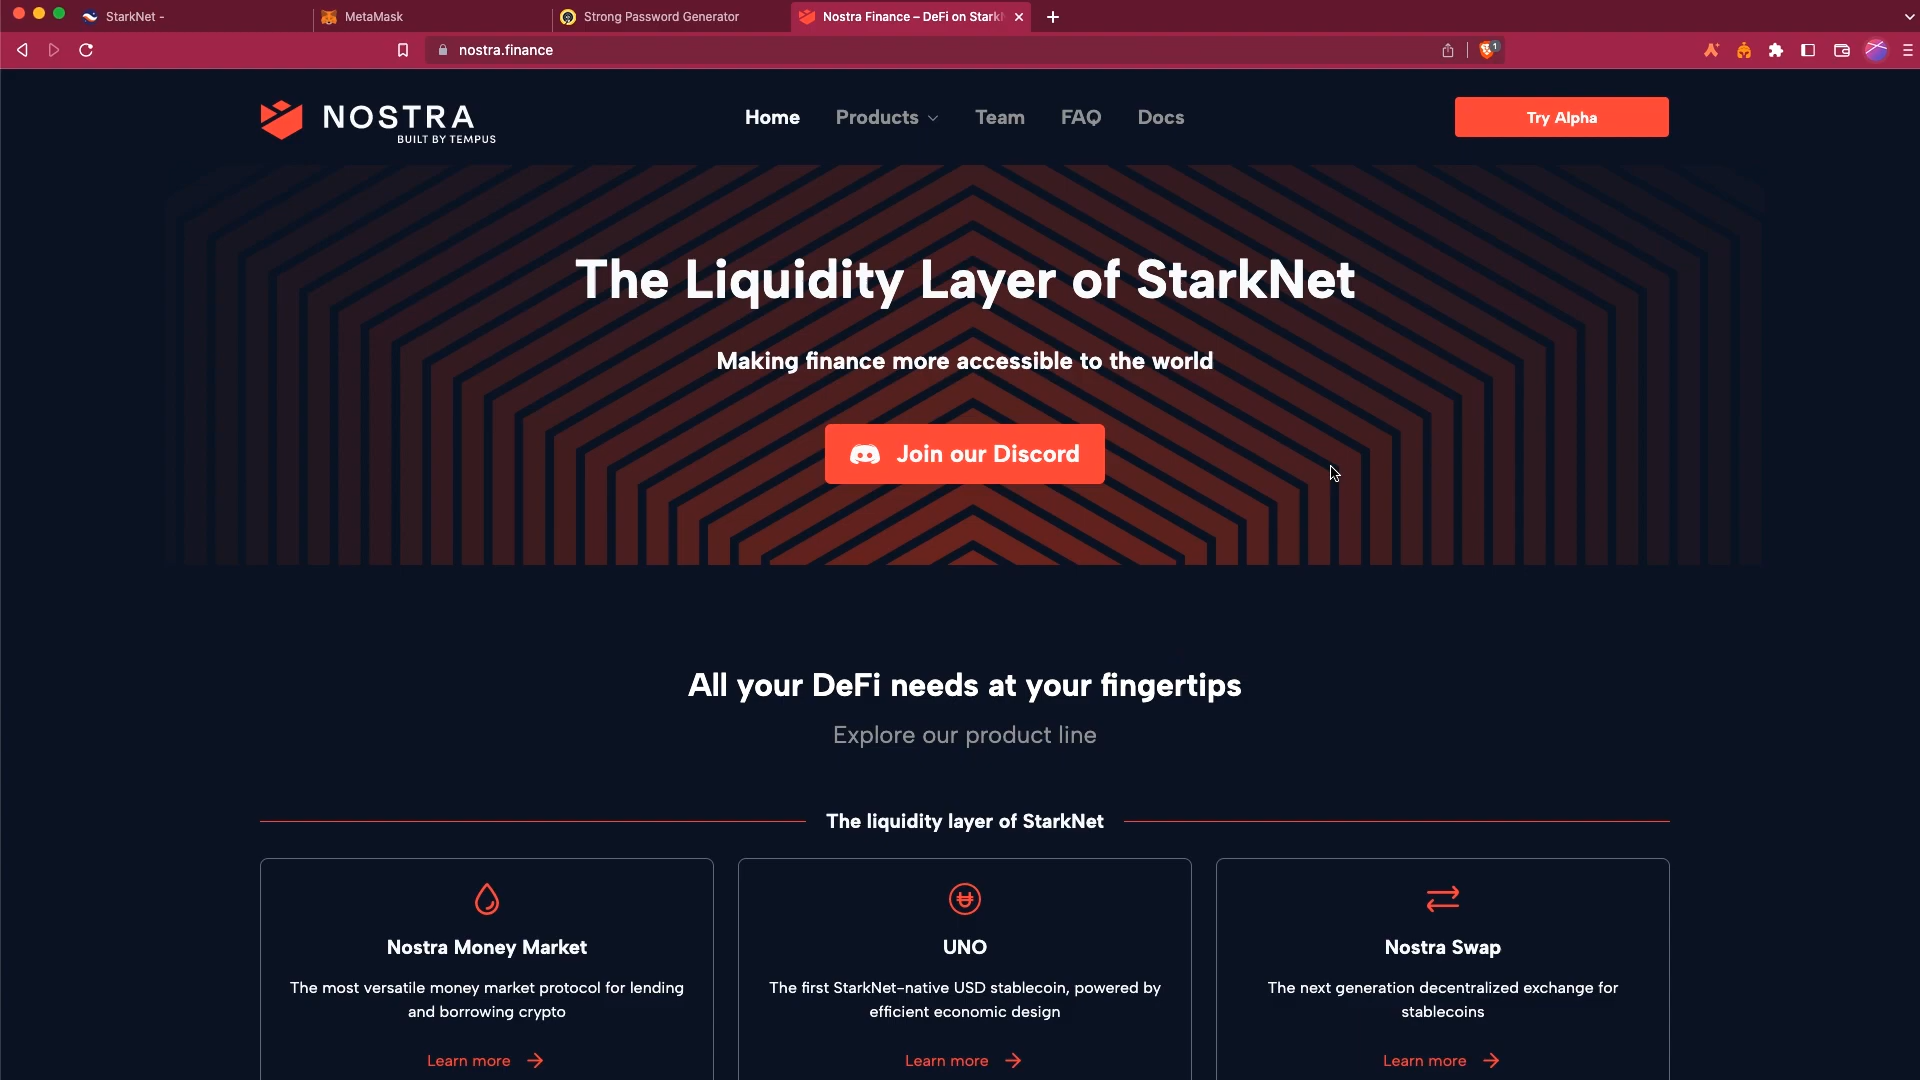 StarkNet -
MetaMask
Strong Password Generator
Nostra Finance – DeFi on Stark
nostra.finance
1
NOSTRA
BUILT BY TEMPUS
Home
Products
Team
FAQ
Docs
Try Alpha
The Liquidity Layer of StarkNet
Making finance more accessible to the world
Join our Discord
All your DeFi needs at your fingertips
Explore our product line
The liquidity layer of StarkNet
Nostra Money Market
The most versatile money market protocol for lending
and borrowing crypto
Learn more
UNO
The first StarkNet-native USD stablecoin, powered by
efficient economic design
Learn more
Nostra Swap
The next generation decentralized exchange for
stablecoins
Learn more